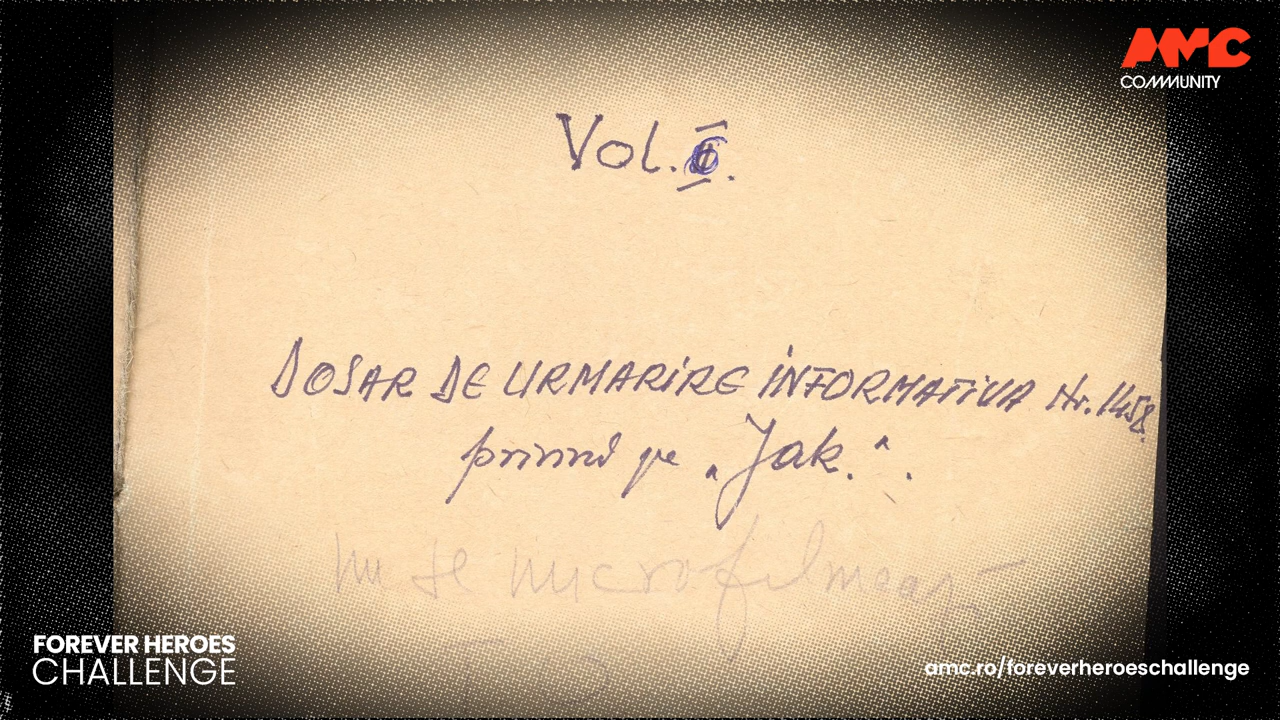 AMC
COMMUNITY
Vol.
DOSAR DE URMARIRE INFORMATIVA Nr. 1458.
privind pe „Jak.".
nu se microfilmează
FOREVER HEROES
CHALLENGE
amc.ro/foreverheroeschallenge